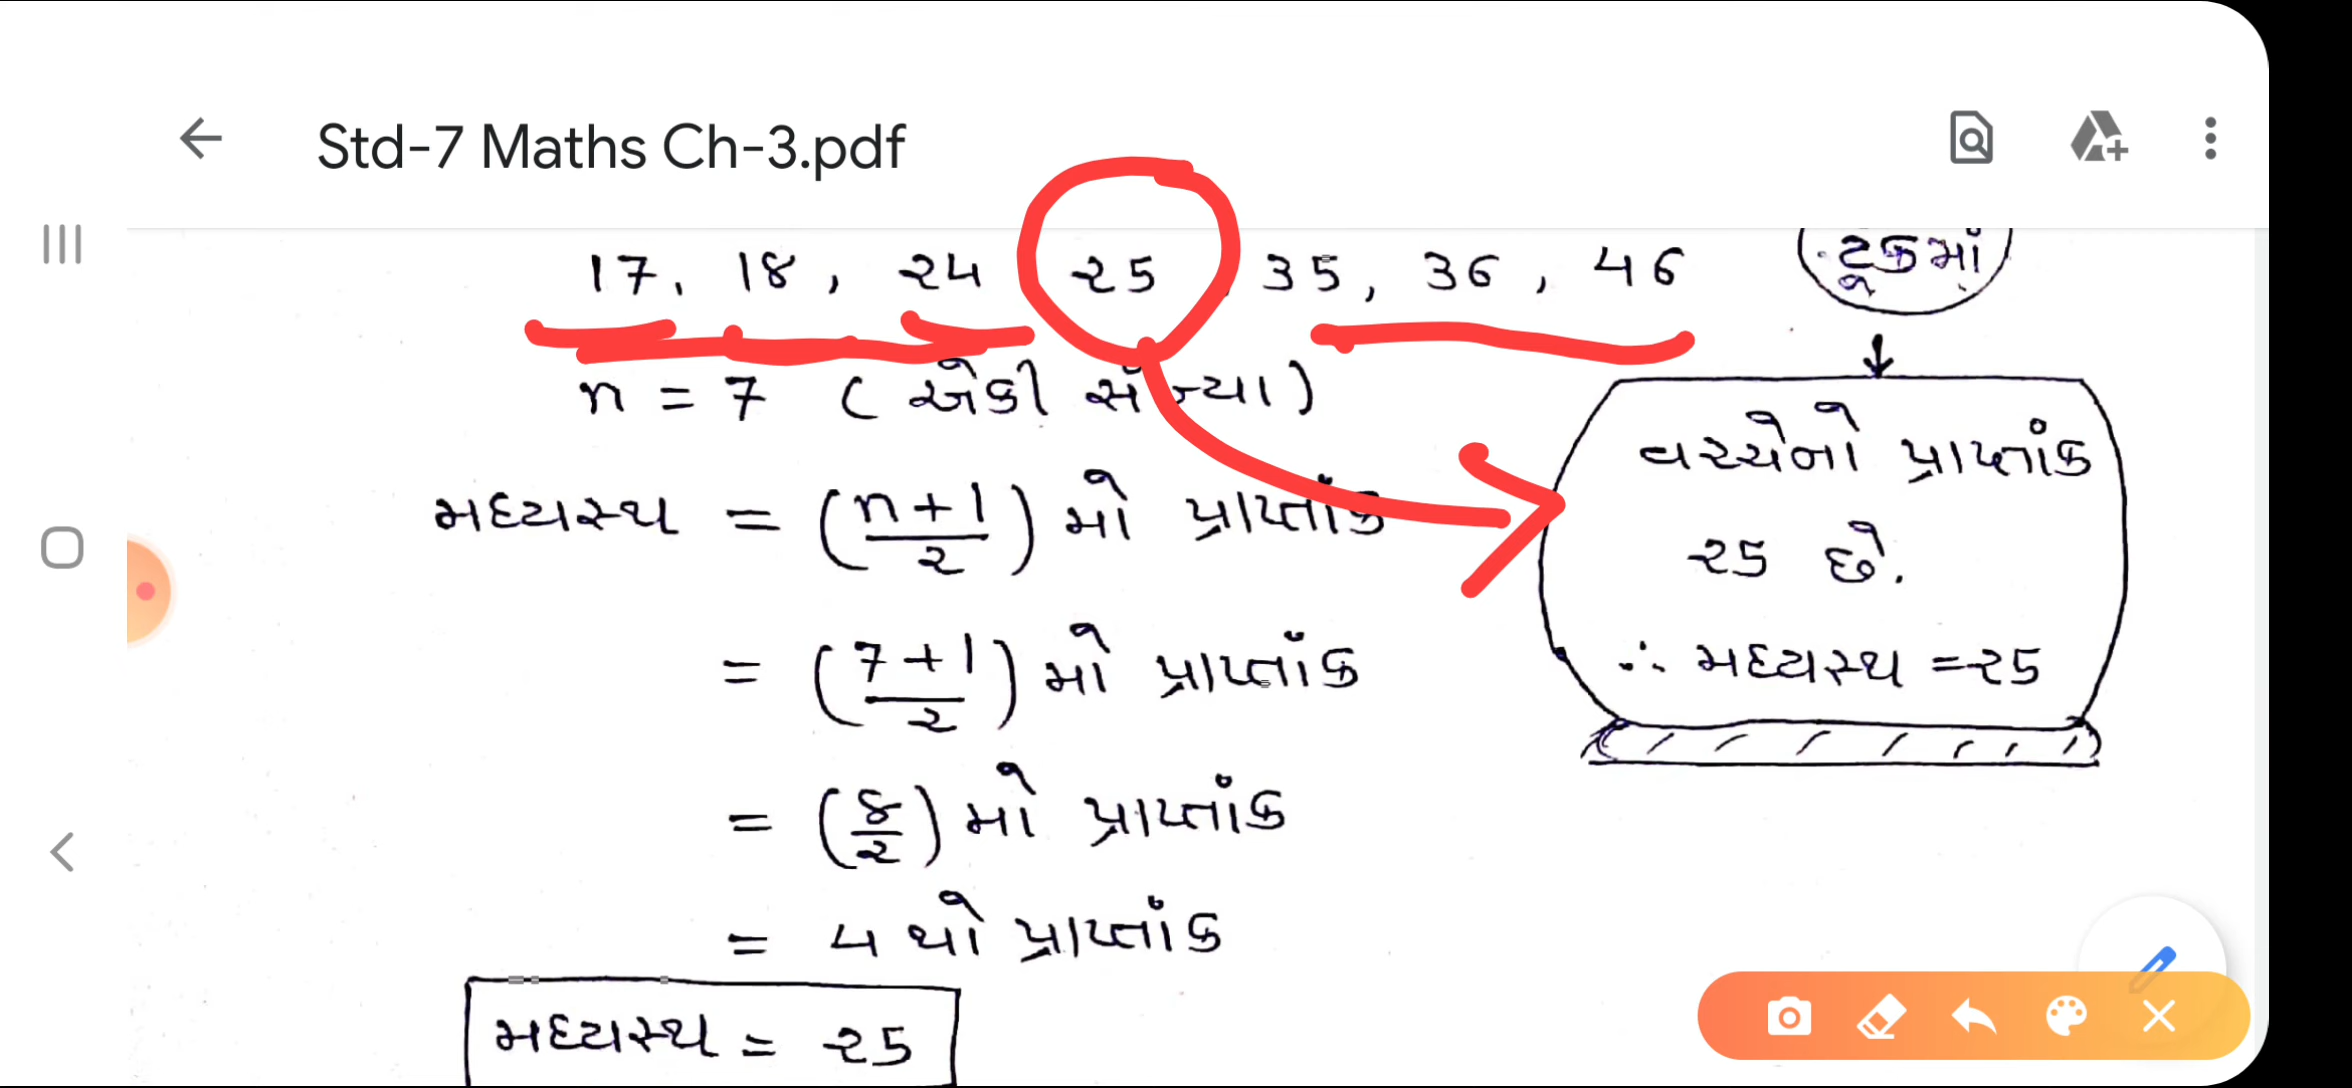 Std-7 Maths Ch-3.pdf
17, 18, 24 25, 35, 36, 46
n = 7 (એકી સંખ્યા)
મધ્યસ્થ = (n+1/2) મો પ્રાપ્તાંક
= (7+1/2) મો પ્રાપ્તાંક
= (8/2) મો પ્રાપ્તાંક
= 4 થો પ્રાપ્તાંક
મધ્યસ્થ = 25
ટૂંકમાં
વચ્ચેનો પ્રાપ્તાંક
25 છે.
∴ મધ્યસ્થ = 25